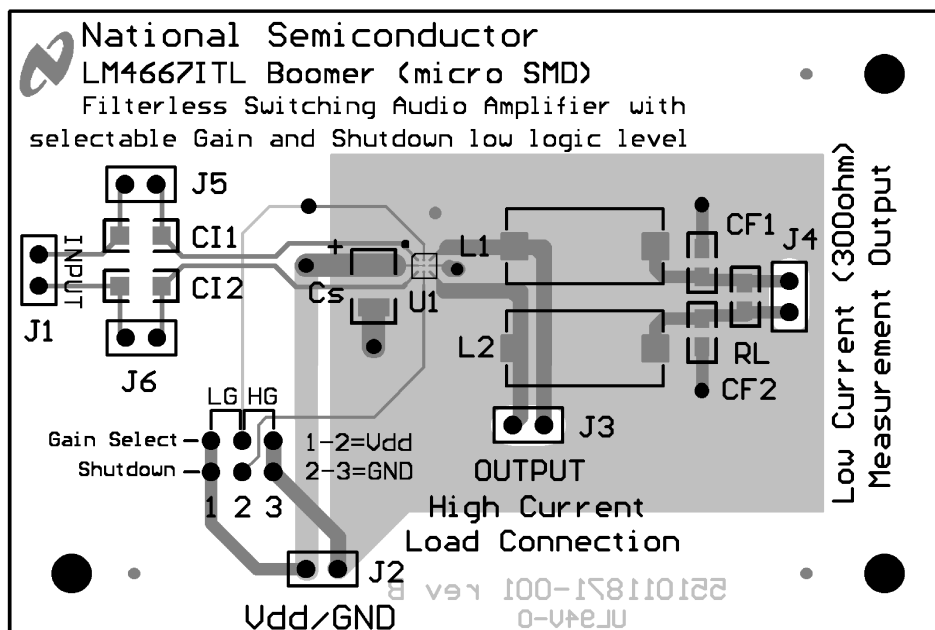 National Semiconductor
LM4667ITL Boomer (micro SMD)
Filterless Switching Audio Amplifier with
selectable Gain and Shutdown low logic level
J5
CI1
INPUT
CI2
J1
J6
+
Cs
U1
L1
L2
CF1
J4
RL
CF2
J3
Low Current (300ohm)
Measurement Output
LG HG
Gain Select
1-2=Vdd
Shutdown
2-3=GND
1 2 3
OUTPUT
High Current
Load Connection
J2
Vdd/GND
551011871-001 rev B
UL94V-0